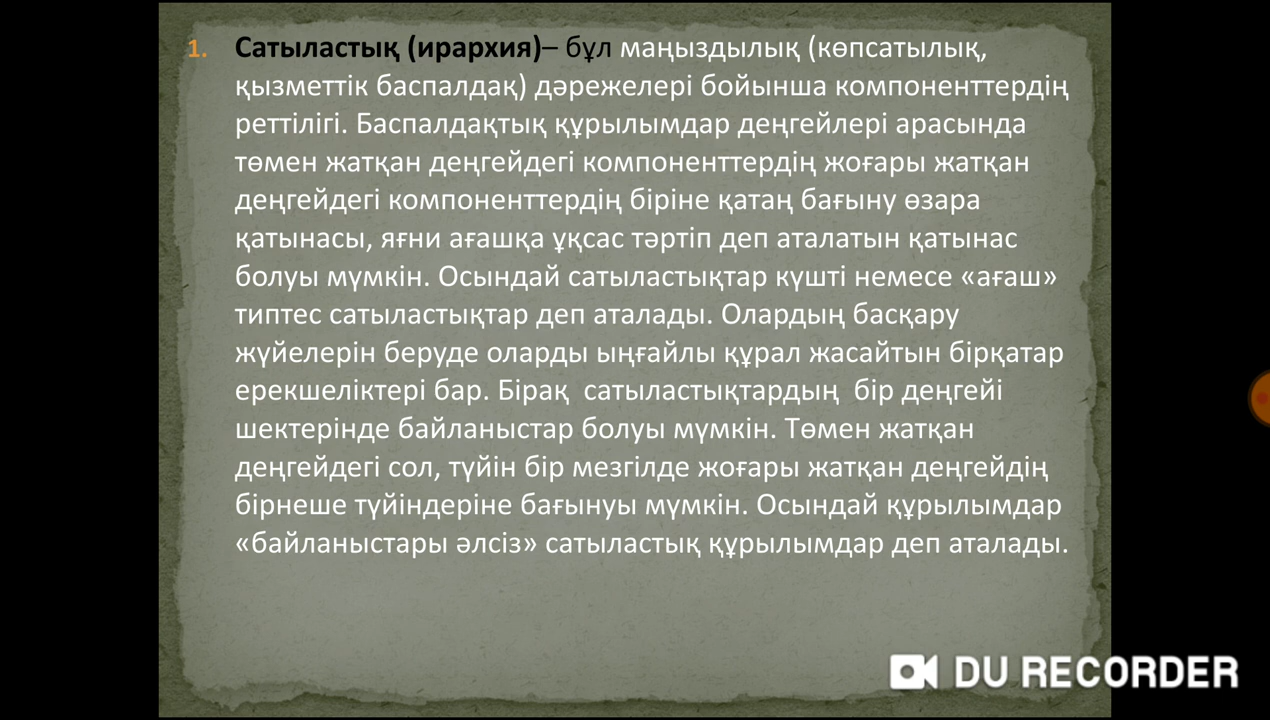 1. Сатыластық (ирархия)– бұл маңыздылық (көпсатылық,
қызметтік баспалдақ) дәрежелері бойынша компоненттердің
реттілігі. Баспалдақтық құрылымдар деңгейлері арасында
төмен жатқан деңгейдегі компоненттердің жоғары жатқан
деңгейдегі компоненттердің біріне қатаң бағыну өзара
қатынасы, яғни ағашқа ұқсас тәртіп деп аталатын қатынас
болуы мүмкін. Осындай сатыластықтар күшті немесе «ағаш»
типтес сатыластықтар деп аталады. Олардың басқару
жүйелерін беруде оларды ыңғайлы құрал жасайтын бірқатар
ерекшеліктері бар. Бірақ  сатыластықтардың  бір деңгейі
шектерінде байланыстар болуы мүмкін. Төмен жатқан
деңгейдегі сол, түйін бір мезгілде жоғары жатқан деңгейдің
бірнеше түйіндеріне бағынуы мүмкін. Осындай құрылымдар
«байланыстары әлсіз» сатыластық құрылымдар деп аталады.
DU RECORDER